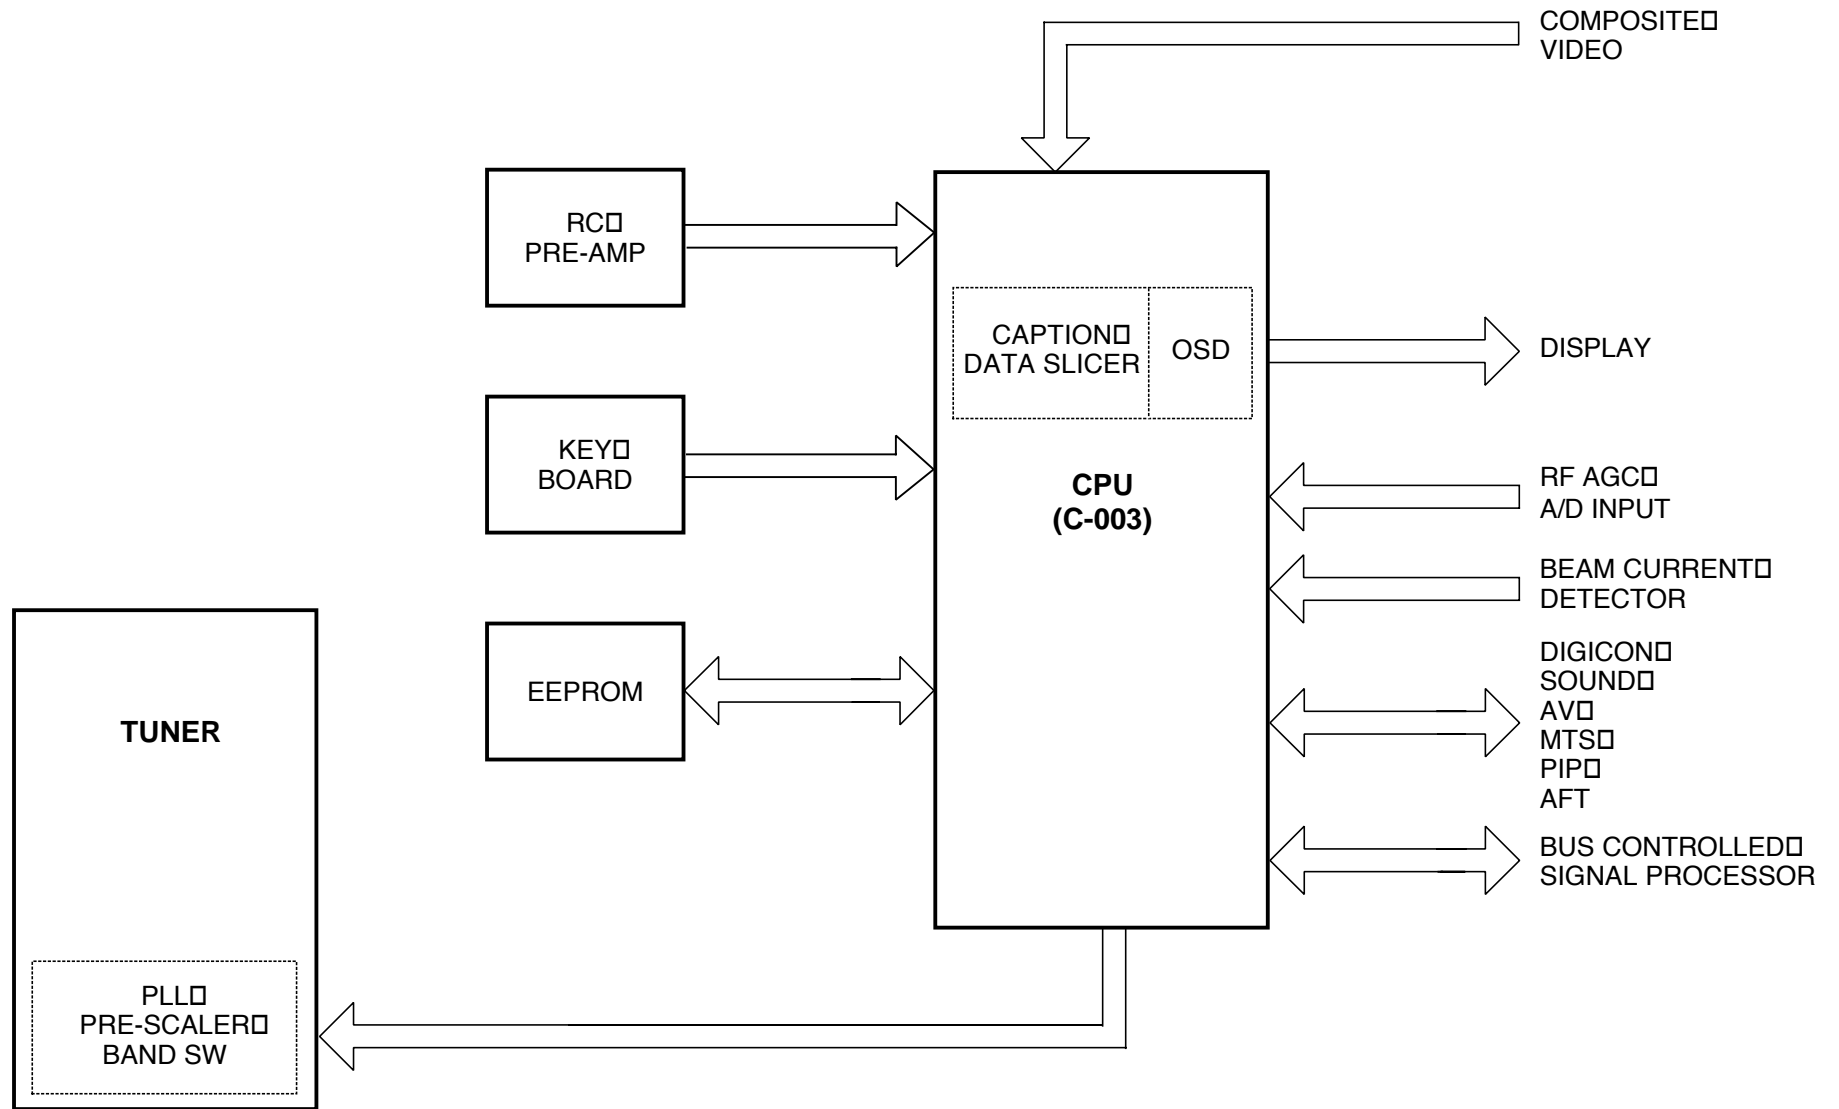 COMPOSITE
VIDEO
RC
PRE-AMP
CAPTION
DATA SLICER
OSD
DISPLAY
KEY
BOARD
CPU
(C-003)
RF AGC
A/D INPUT
BEAM CURRENT
DETECTOR
EEPROM
DIGICON
SOUND
AV
MTS
PIP
AFT
TUNER
BUS CONTROLLED
SIGNAL PROCESSOR
PLL
PRE-SCALER
BAND SW